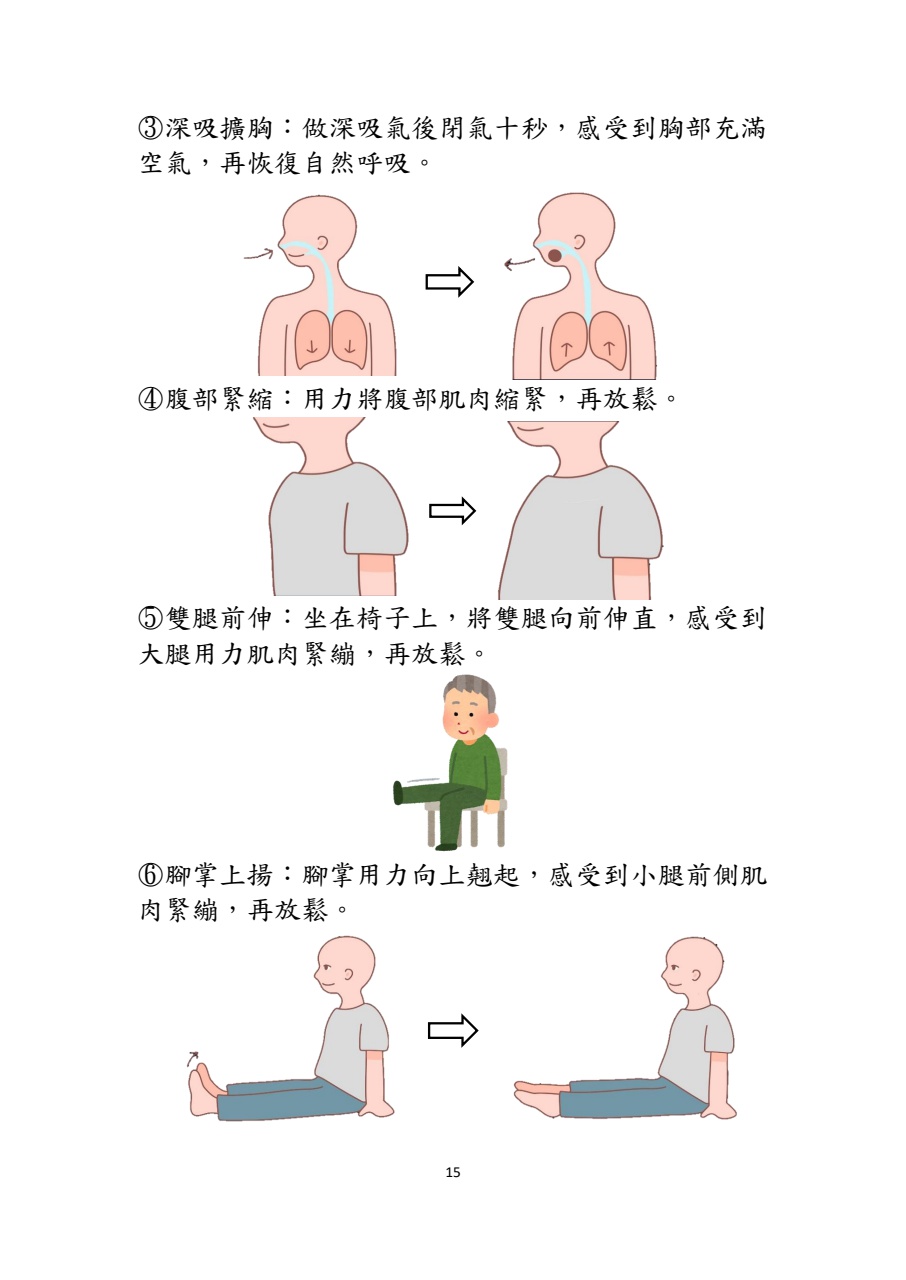 ③深吸擴胸：做深吸氣後閉氣十秒，感受到胸部充滿
空氣，再恢復自然呼吸。
④腹部緊縮：用力將腹部肌肉縮緊，再放鬆。
⑤雙腿前伸：坐在椅子上，將雙腿向前伸直，感受到
大腿用力肌肉緊繃，再放鬆。
⑥腳掌上揚：腳掌用力向上翹起，感受到小腿前側肌
肉緊繃，再放鬆。
15